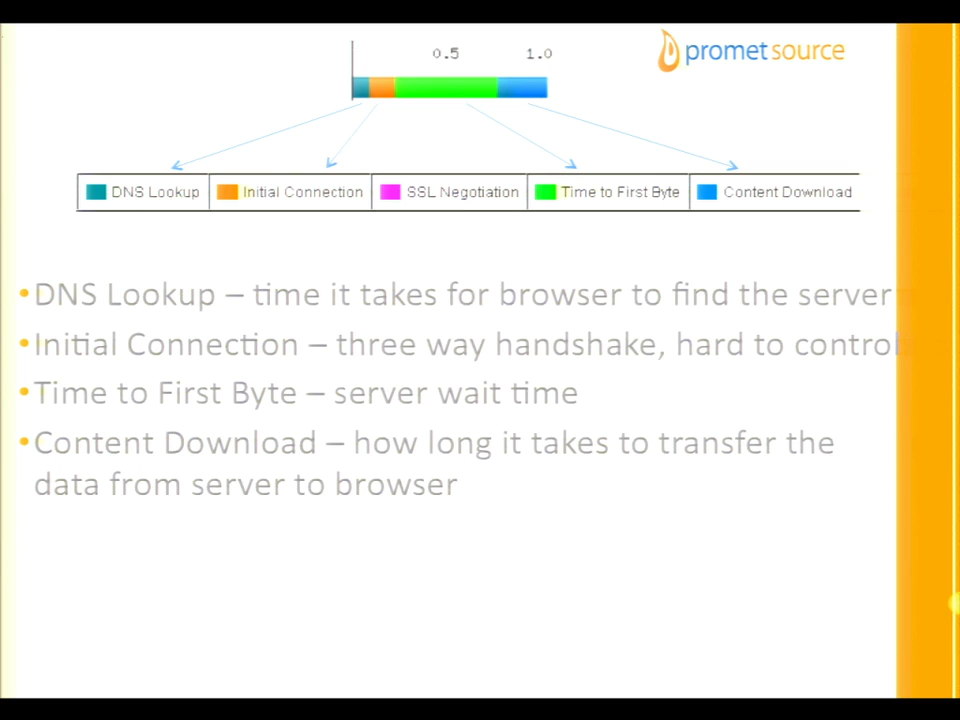 0.5 1.0
promet source
DNS Lookup Initial Connection SSL Negotiation Time to First Byte Content Download
•DNS Lookup – time it takes for browser to find the server
•Initial Connection – three way handshake, hard to control
•Time to First Byte – server wait time
•Content Download – how long it takes to transfer the
data from server to browser